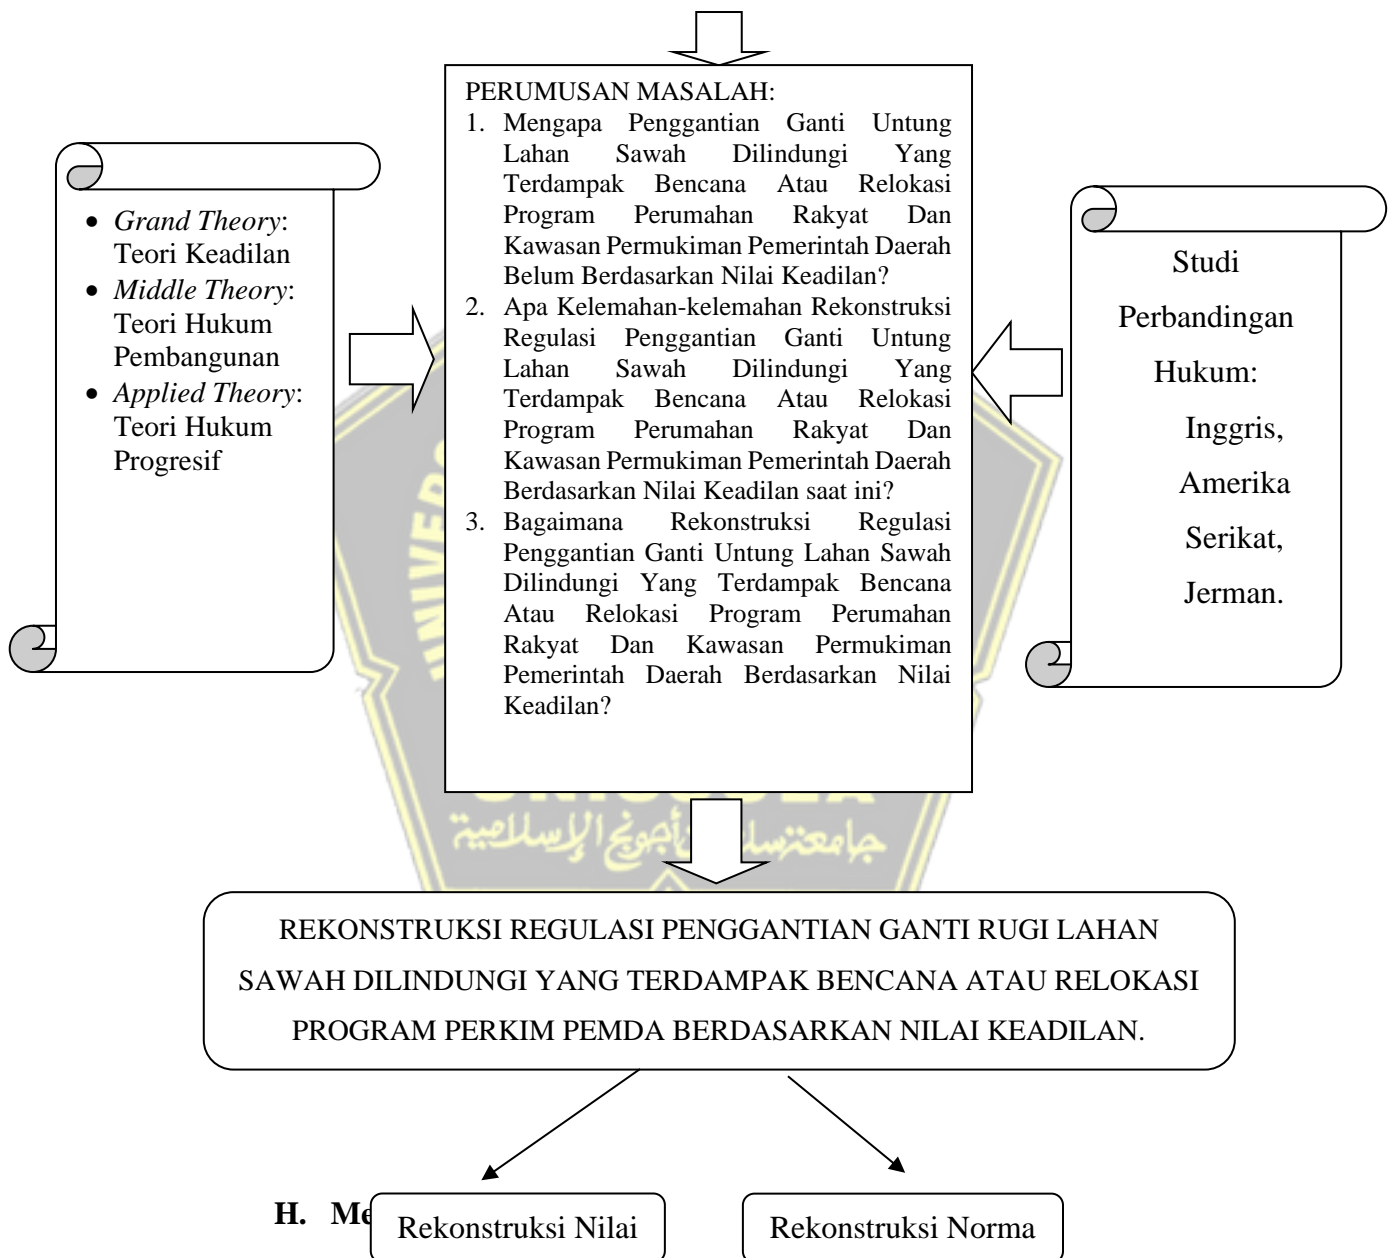 PERUMUSAN MASALAH:
1. Mengapa Penggantian Ganti Untung
Lahan Sawah Dilindungi Yang
Terdampak Bencana Atau Relokasi
Program Perumahan Rakyat Dan
Kawasan Permukiman Pemerintah Daerah
Belum Berdasarkan Nilai Keadilan?
2. Apa Kelemahan-kelemahan Rekonstruksi
Regulasi Penggantian Ganti Untung
Lahan Sawah Dilindungi Yang
Terdampak Bencana Atau Relokasi
Program Perumahan Rakyat Dan
Kawasan Permukiman Pemerintah Daerah
Berdasarkan Nilai Keadilan saat ini?
3. Bagaimana Rekonstruksi Regulasi
Penggantian Ganti Untung Lahan Sawah
Dilindungi Yang Terdampak Bencana
Atau Relokasi Program Perumahan
Rakyat Dan Kawasan Permukiman
Pemerintah Daerah Berdasarkan Nilai
Keadilan?
• Grand Theory:
Teori Keadilan
• Middle Theory:
Teori Hukum
Pembangunan
• Applied Theory:
Teori Hukum
Progresif
Studi
Perbandingan
Hukum:
Inggris,
Amerika
Serikat,
Jerman.
REKONSTRUKSI REGULASI PENGGANTIAN GANTI RUGI LAHAN
SAWAH DILINDUNGI YANG TERDAMPAK BENCANA ATAU RELOKASI
PROGRAM PERKIM PEMDA BERDASARKAN NILAI KEADILAN.
H. Me
Rekonstruksi Nilai
Rekonstruksi Norma